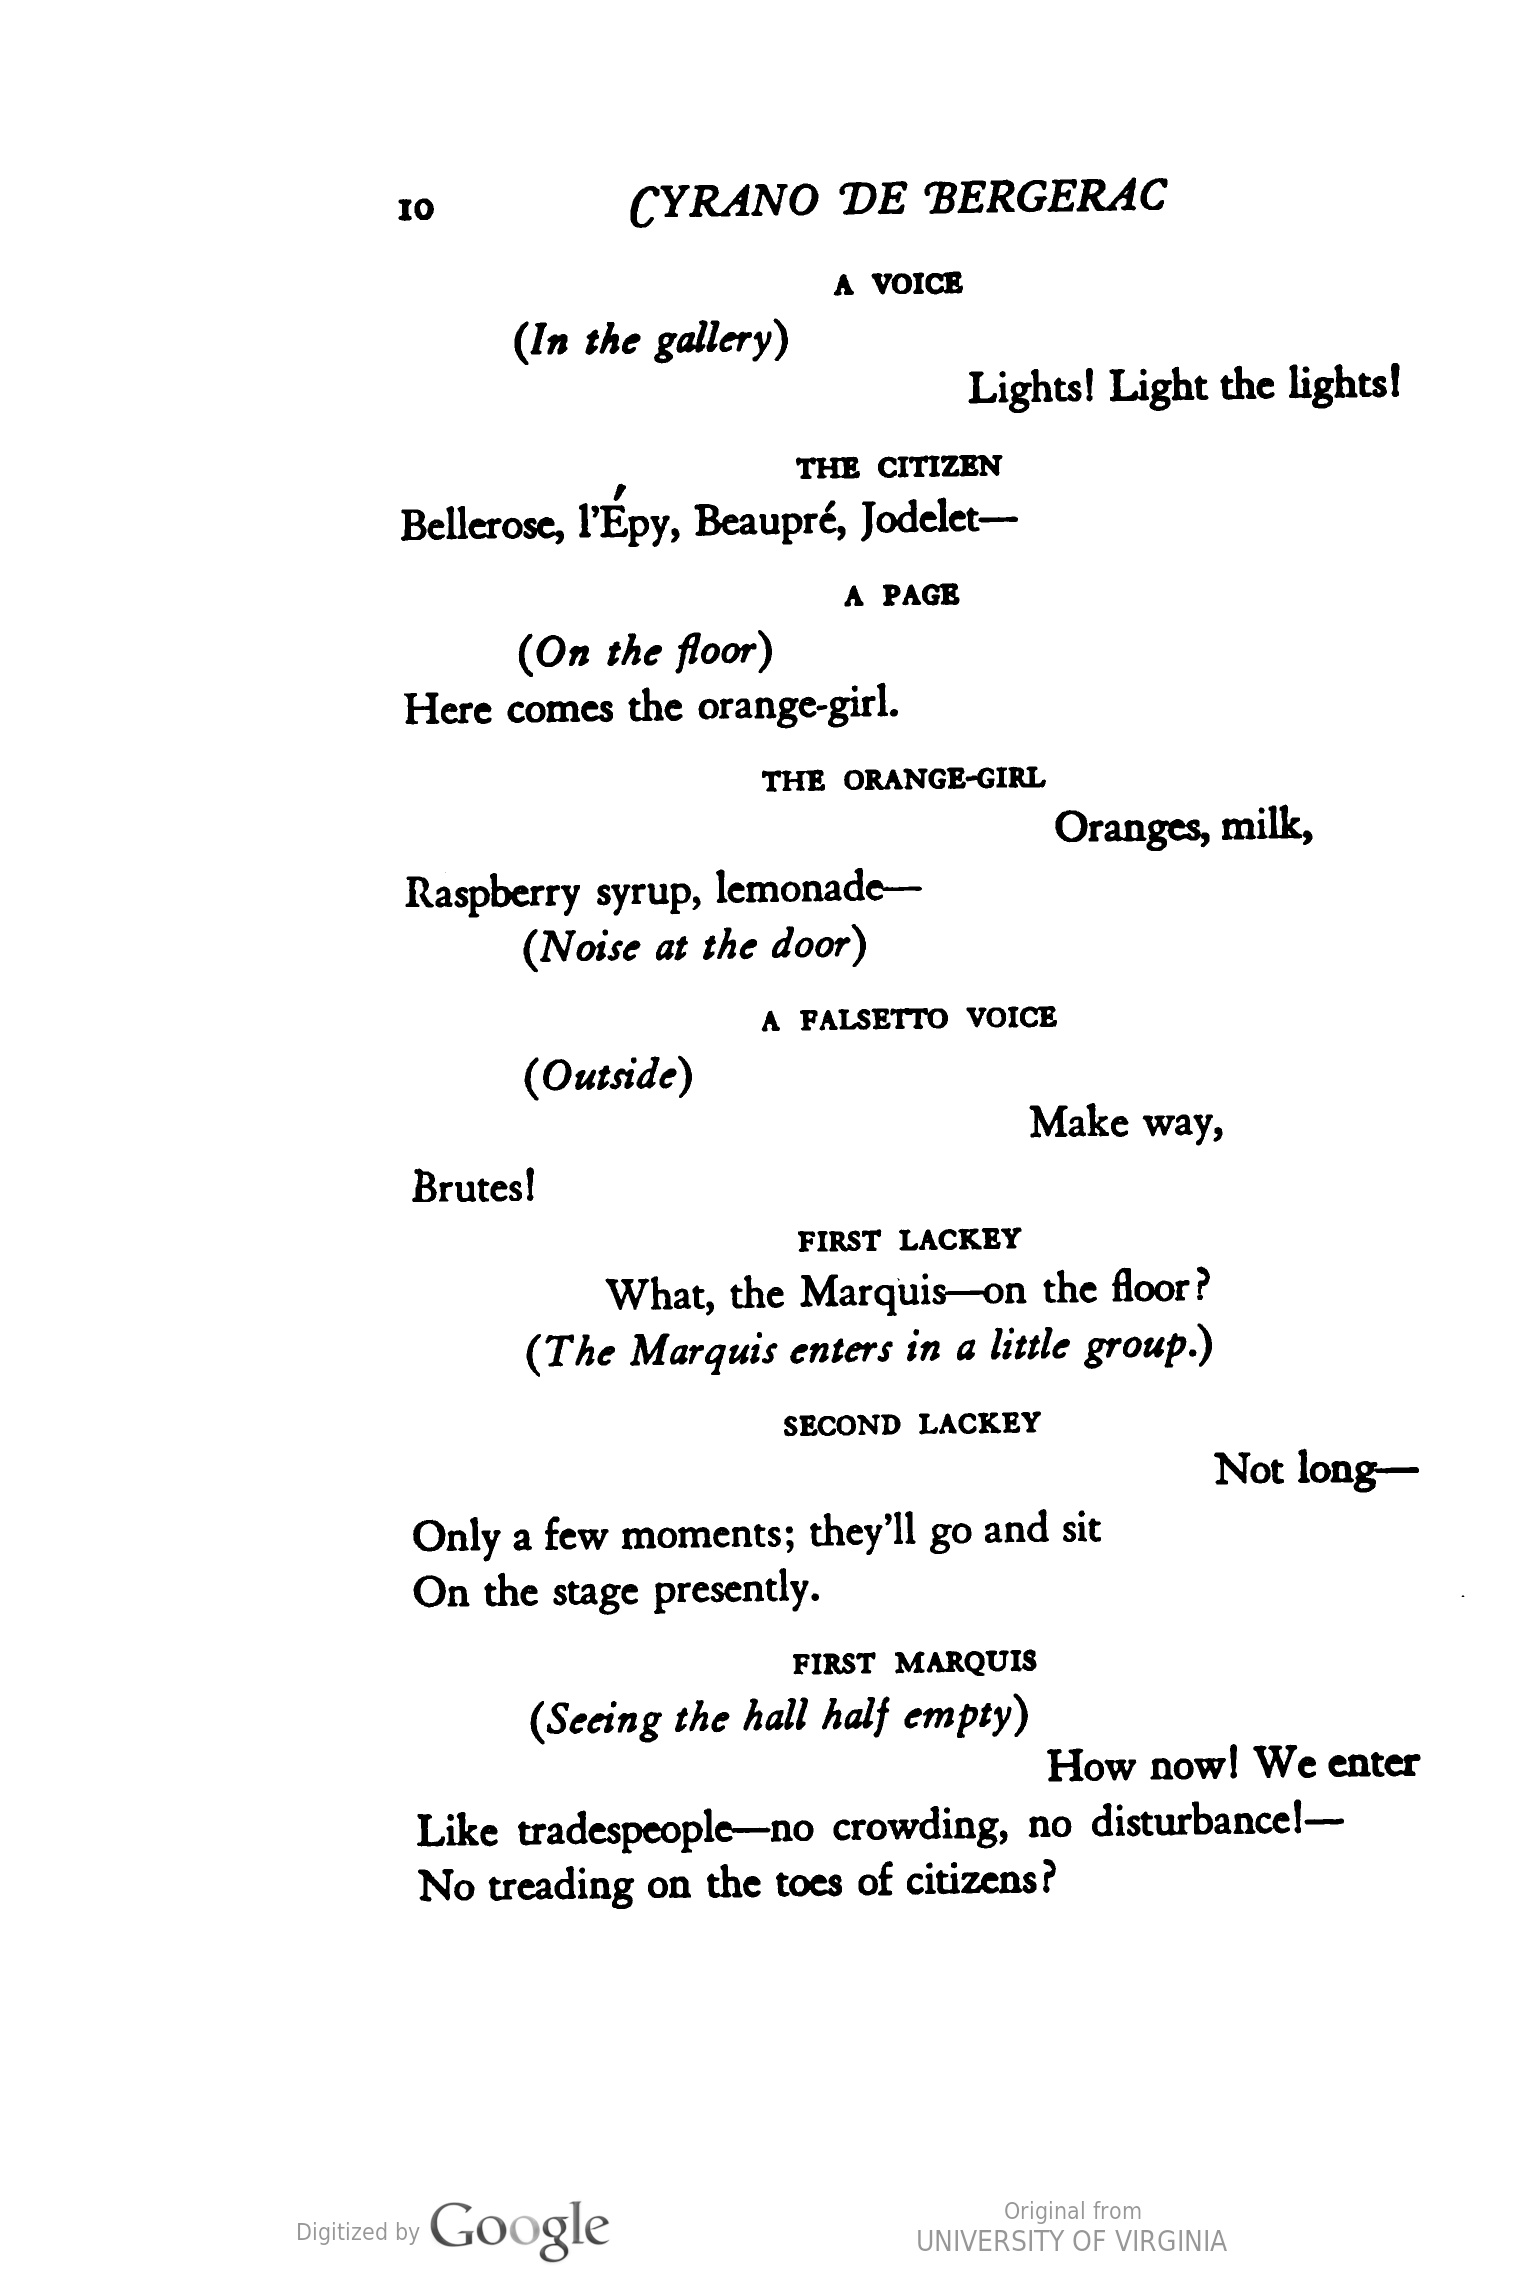 10 CYRANO DE BERGERAC
A VOICE
(In the gallery)
Lights! Light the lights!
THE CITIZEN
Bellerose, l'Épy, Beaupré, Jodelet—
A PAGE
(On the floor)
Here comes the orange-girl.
THE ORANGE-GIRL
Oranges, milk,
Raspberry syrup, lemonade—
(Noise at the door)
A FALSETTO VOICE
(Outside)
Make way,
Brutes!
FIRST LACKEY
What, the Marquis—on the floor?
(The Marquis enters in a little group.)
SECOND LACKEY
Not long—
Only a few moments; they'll go and sit
On the stage presently.
FIRST MARQUIS
(Seeing the hall half empty)
How now! We enter
Like tradespeople—no crowding, no disturbance!—
No treading on the toes of citizens?
Digitized by Google
Original from
UNIVERSITY OF VIRGINIA